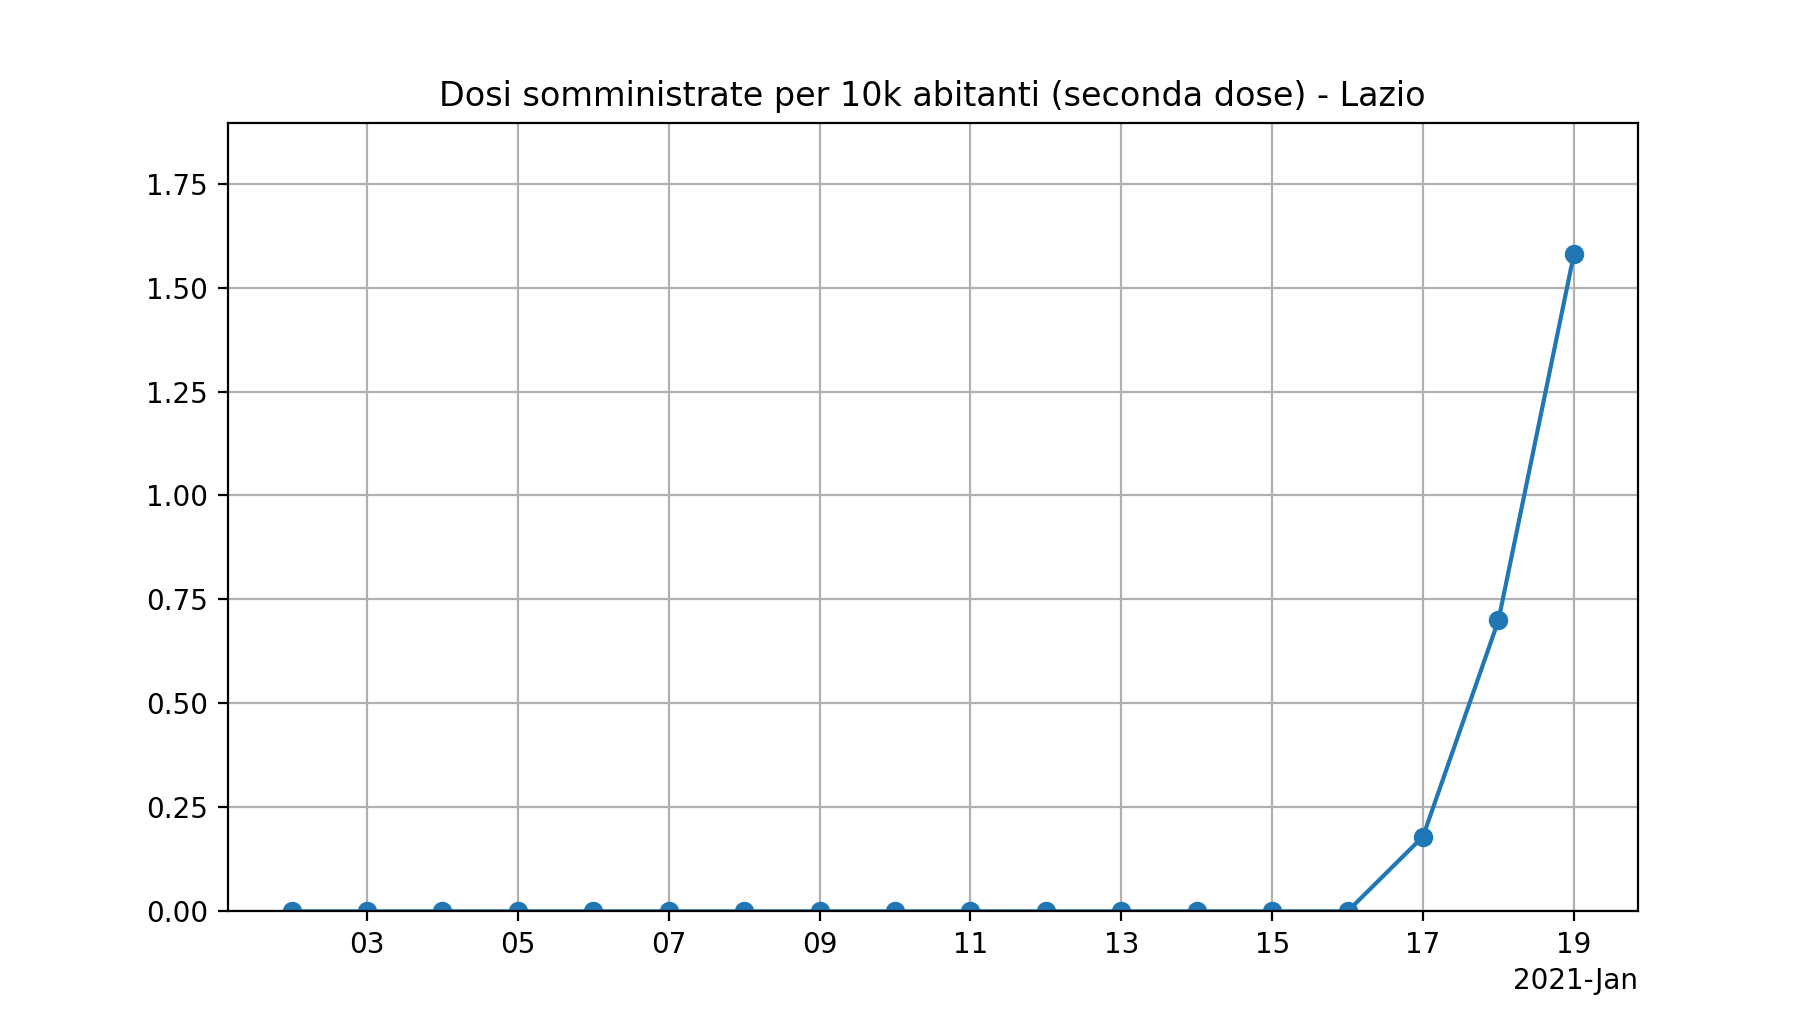 Dosi somministrate per 10k abitanti (seconda dose) - Lazio
1.75
1.50
1.25
1.00
0.75
0.50
0.25
0.00
03 05 07 09 11 13 15 17 19
2021-Jan